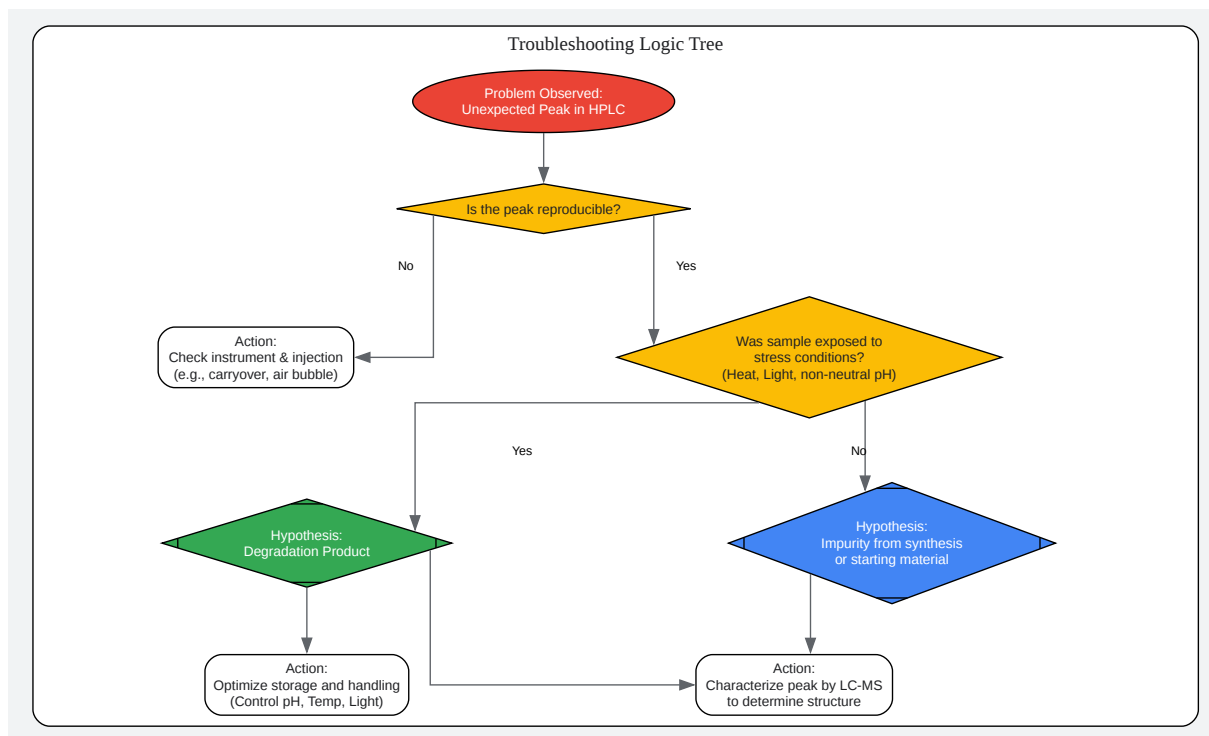 Troubleshooting Logic Tree
Problem Observed:
Unexpected Peak in HPLC
Is the peak reproducible?
No
Yes
Action:
Check instrument & injection
(e.g., carryover, air bubble)
Was sample exposed to
stress conditions?
(Heat, Light, non-neutral pH)
Yes
No
Hypothesis:
Degradation Product
Hypothesis:
Impurity from synthesis
or starting material
Action:
Optimize storage and handling
(Control pH, Temp, Light)
Action:
Characterize peak by LC-MS
to determine structure